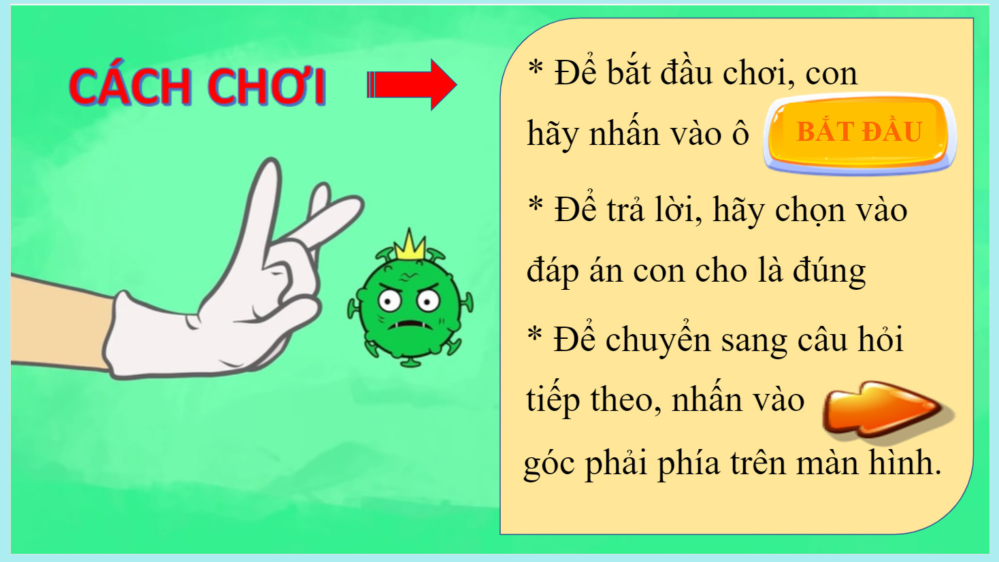 CÁCH CHƠI
* Để bắt đầu chơi, con
hãy nhấn vào ô BẮT ĐẦU
* Để trả lời, hãy chọn vào
đáp án con cho là đúng
* Để chuyển sang câu hỏi
tiếp theo, nhấn vào
góc phải phía trên màn hình.